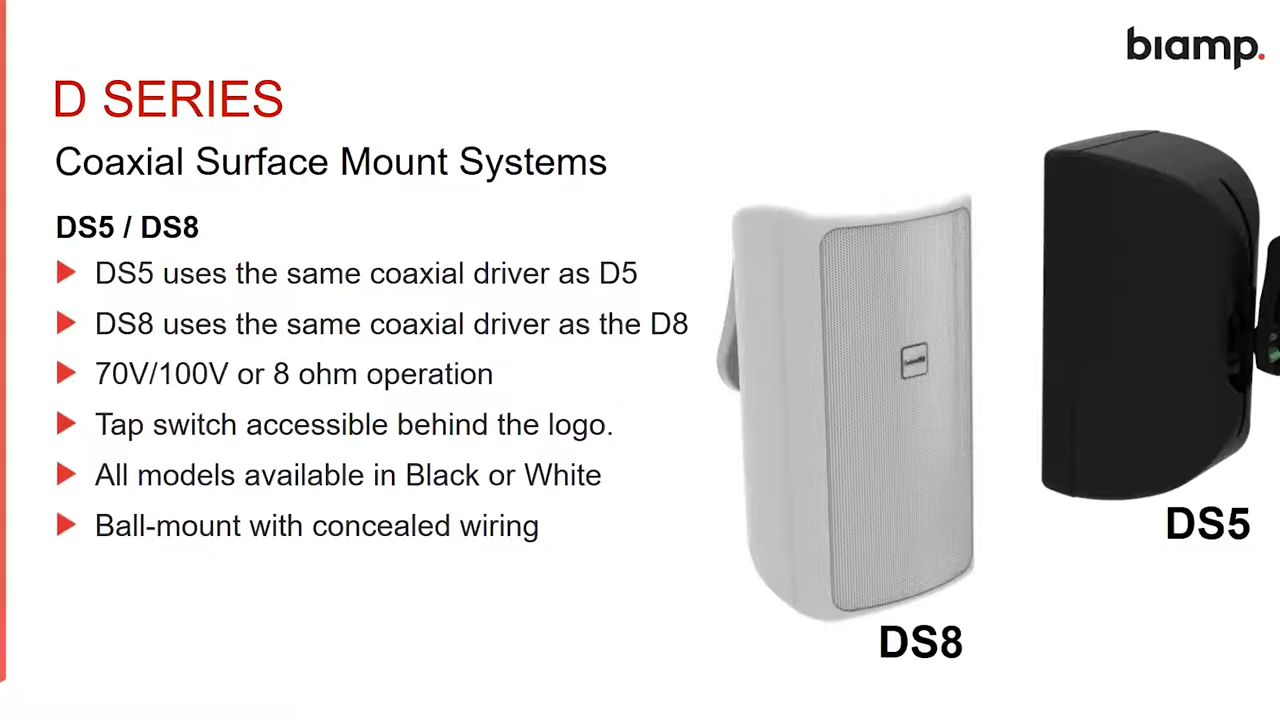 biamp.
D SERIES
Coaxial Surface Mount Systems
DS5 / DS8
DS5 uses the same coaxial driver as D5
DS8 uses the same coaxial driver as the D8
70V/100V or 8 ohm operation
Tap switch accessible behind the logo.
All models available in Black or White
Ball-mount with concealed wiring
DS5
DS8